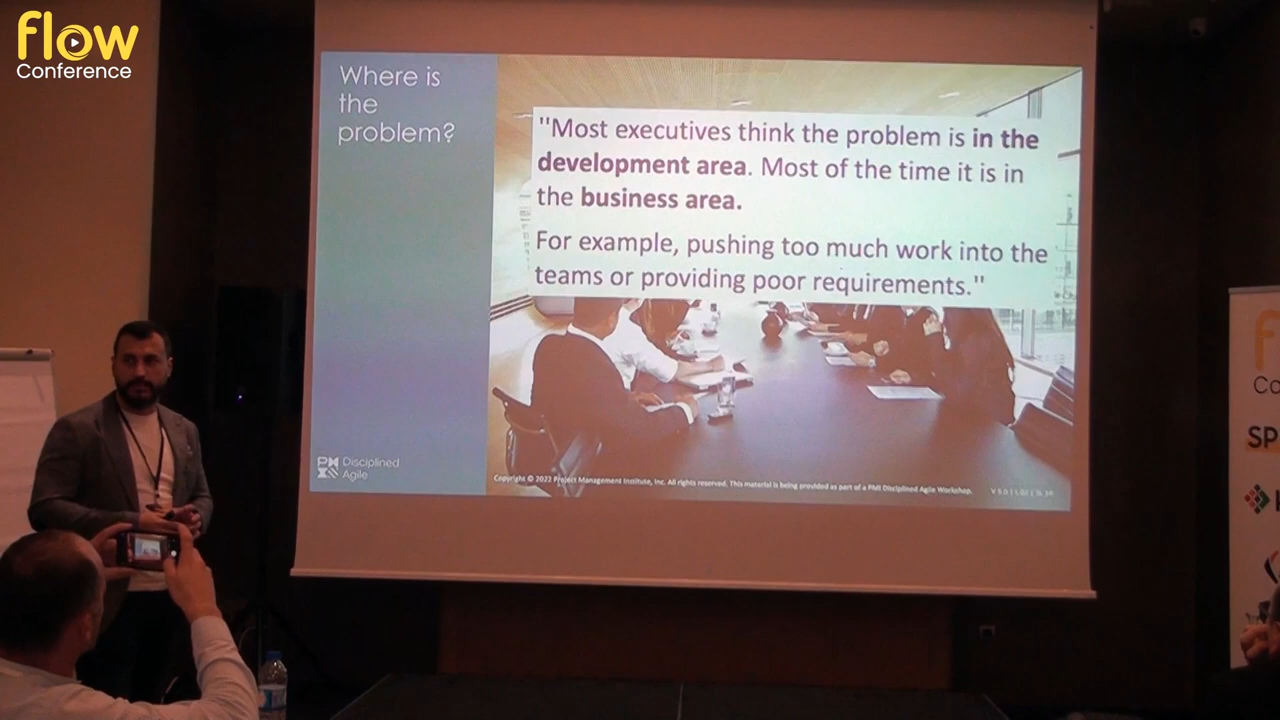 flow
Conference
Where is
the
problem?
"Most executives think the problem is in the
development area. Most of the time it is in
the business area.
For example, pushing too much work into the
teams or providing poor requirements."
Disciplined
Agile
Copyright © 2022 Project Management Institute, Inc. All rights reserved. This material is being provided as part of a PMI Disciplined Agile Workshop.
f
Co
SP